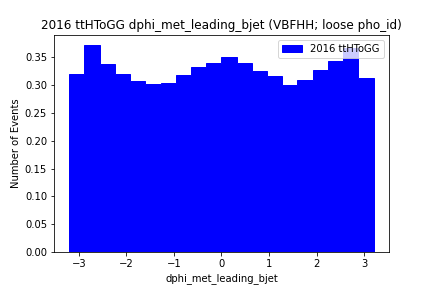 2016 ttHToGG dphi_met_leading_bjet (VBFHH; loose pho_id)
2016 ttHToGG
Number of Events
0.35
0.30
0.25
0.20
0.15
0.10
0.05
0.00
−3 −2 −1 0 1 2 3
dphi_met_leading_bjet